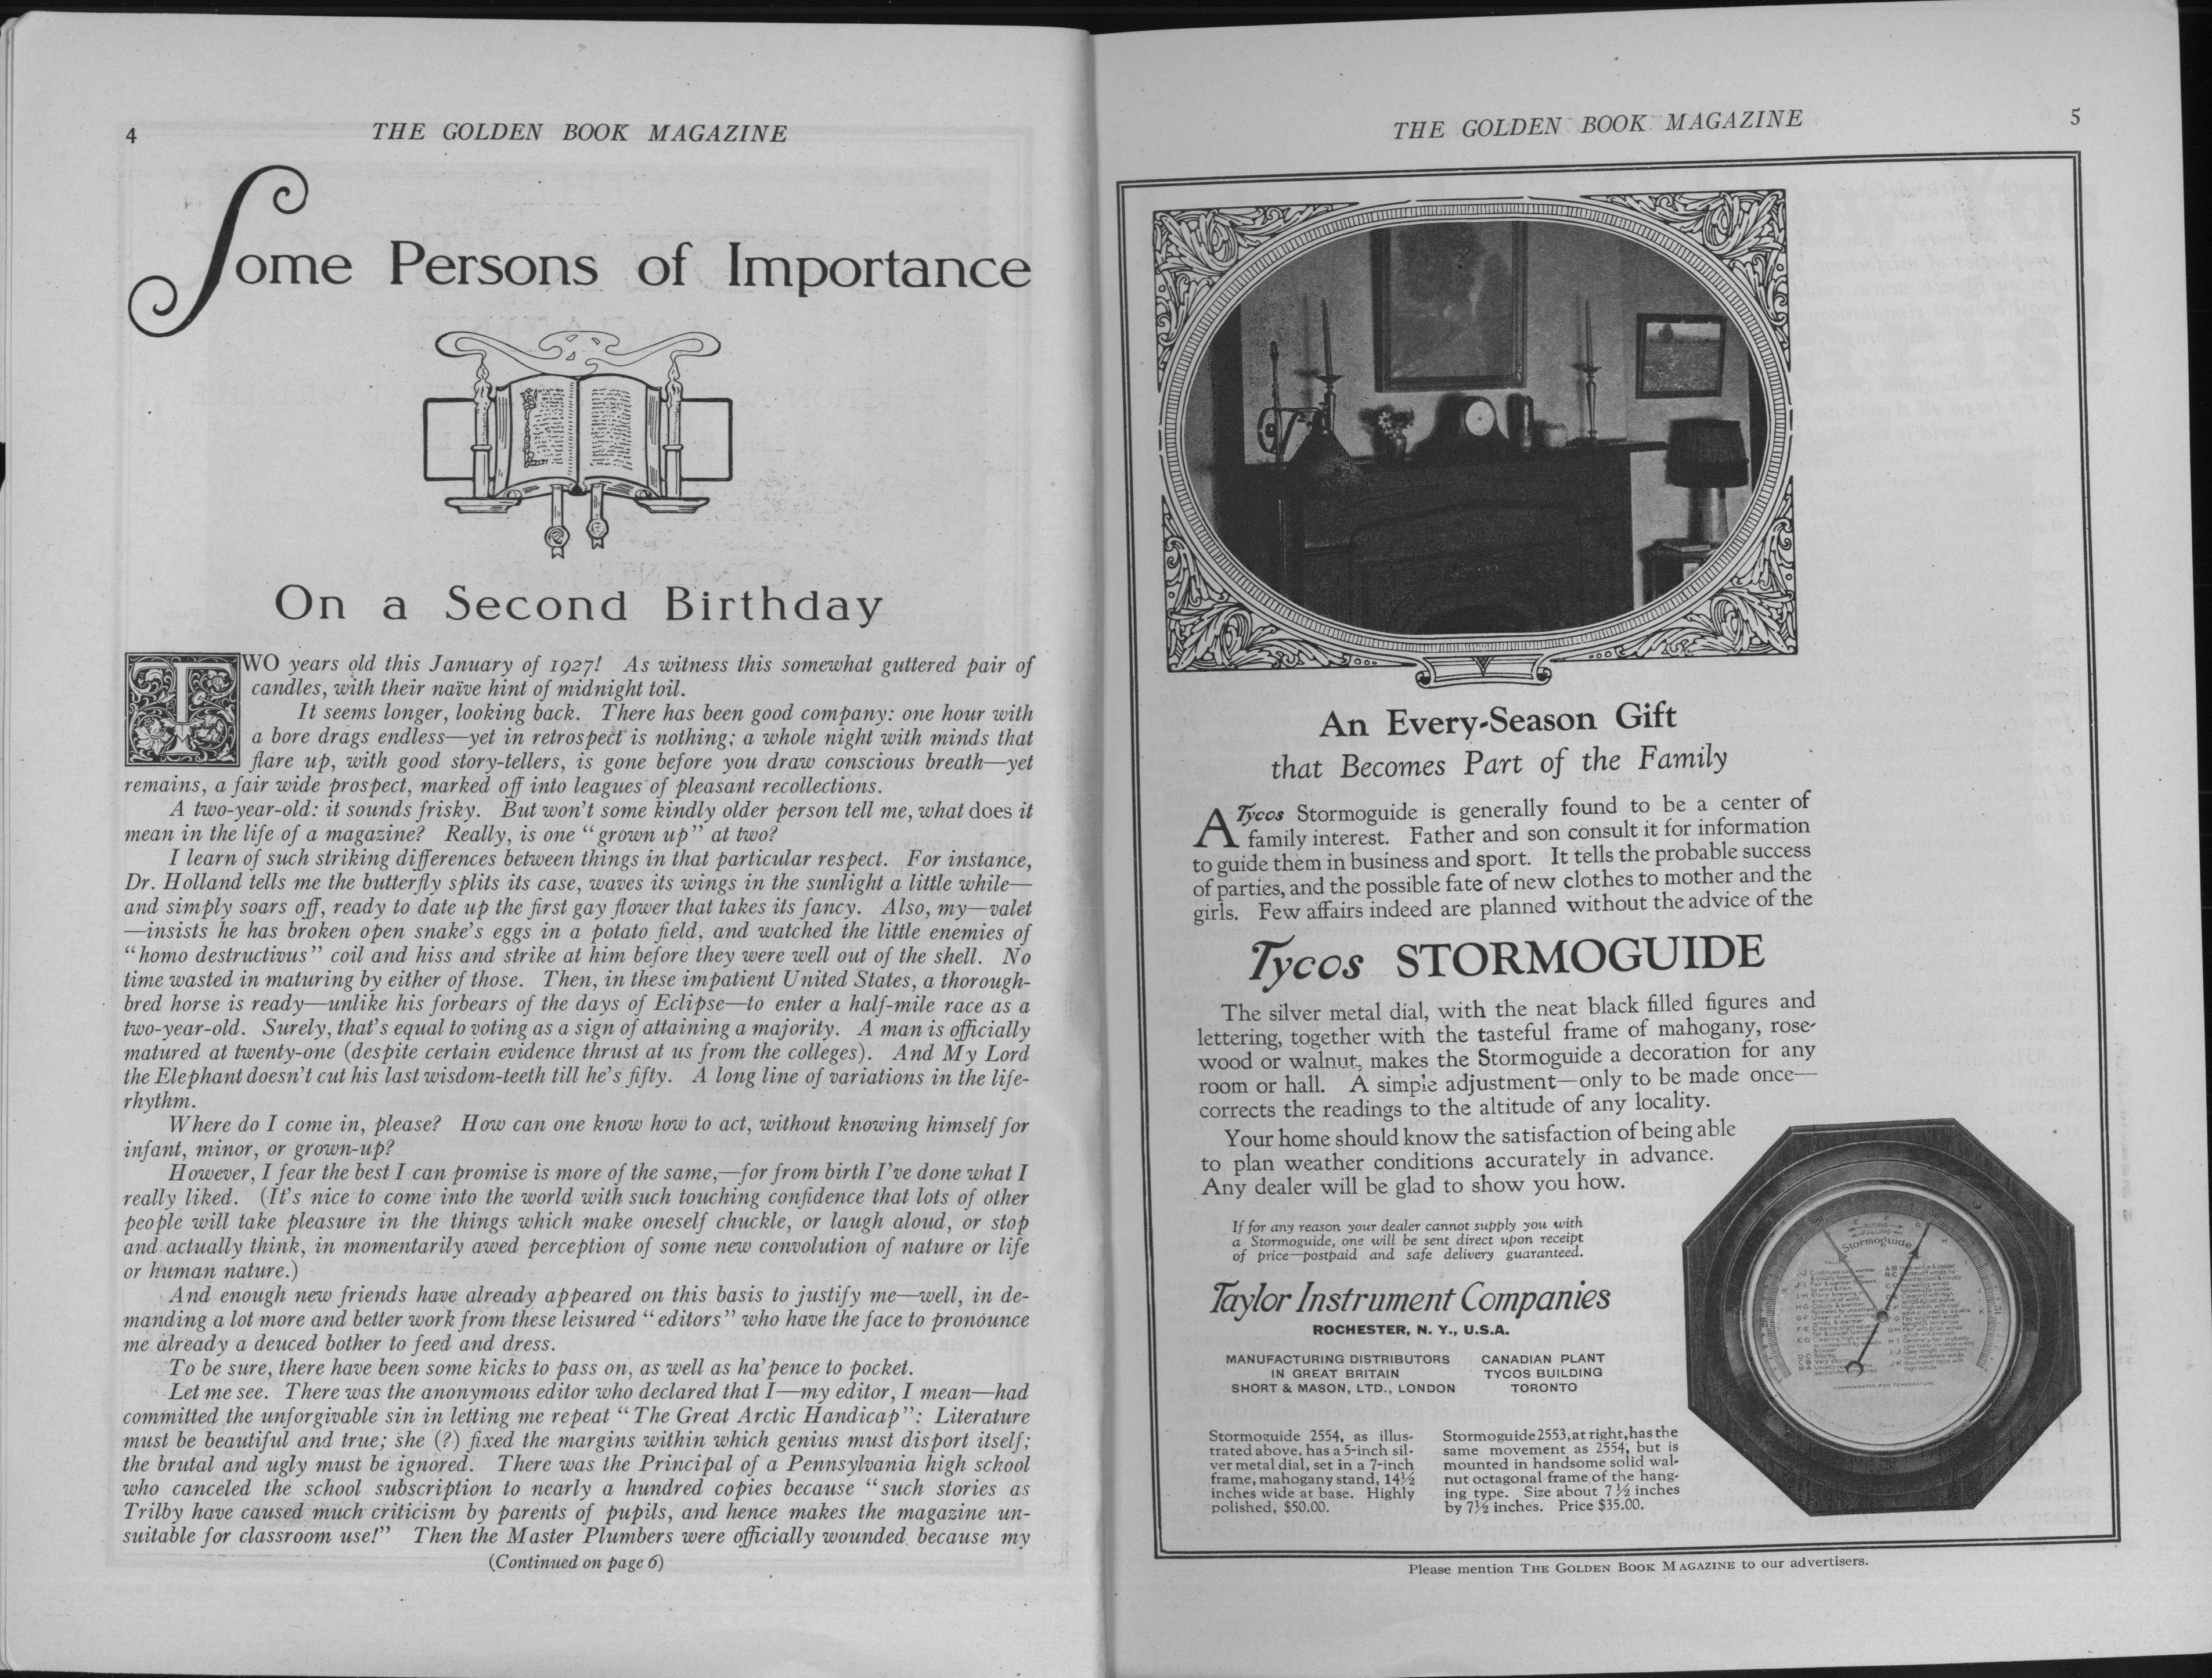 4
THE GOLDEN BOOK MAGAZINE
Some Persons of Importance
On a Second Birthday
TWO years old this January of 1927! As witness this somewhat guttered pair of
candles, with their naïve hint of midnight toil.
It seems longer, looking back. There has been good company: one hour with
a bore drags endless—yet in retrospect is nothing; a whole night with minds that
flare up, with good story-tellers, is gone before you draw conscious breath—yet
remains, a fair wide prospect, marked off into leagues of pleasant recollections.
A two-year-old: it sounds frisky. But won't some kindly older person tell me, what does it
mean in the life of a magazine? Really, is one "grown up" at two?
I learn of such striking differences between things in that particular respect. For instance,
Dr. Holland tells me the butterfly splits its case, waves its wings in the sunlight a little while—
and simply soars off, ready to date up the first gay flower that takes its fancy. Also, my—valet
—insists he has broken open snake's eggs in a potato field, and watched the little enemies of
"homo destructivus" coil and hiss and strike at him before they were well out of the shell. No
time wasted in maturing by either of those. Then, in these impatient United States, a thorough-
bred horse is ready—unlike his forbears of the days of Eclipse—to enter a half-mile race as a
two-year-old. Surely, that's equal to voting as a sign of attaining a majority. A man is officially
matured at twenty-one (despite certain evidence thrust at us from the colleges). And My Lord
the Elephant doesn't cut his last wisdom-teeth till he's fifty. A long line of variations in the life-
rhythm.
Where do I come in, please? How can one know how to act, without knowing himself for
infant, minor, or grown-up?
However, I fear the best I can promise is more of the same,—for from birth I've done what I
really liked. (It's nice to come into the world with such touching confidence that lots of other
people will take pleasure in the things which make oneself chuckle, or laugh aloud, or stop
and actually think, in momentarily awed perception of some new convolution of nature or life
or human nature.)
And enough new friends have already appeared on this basis to justify me—well, in de-
manding a lot more and better work from these leisured "editors" who have the face to pronounce
me already a deuced bother to feed and dress.
To be sure, there have been some kicks to pass on, as well as ha'pence to pocket.
Let me see. There was the anonymous editor who declared that I—my editor, I mean—had
committed the unforgivable sin in letting me repeat "The Great Arctic Handicap": Literature
must be beautiful and true; she (?) fixed the margins within which genius must disport itself;
the brutal and ugly must be ignored. There was the Principal of a Pennsylvania high school
who canceled the school subscription to nearly a hundred copies because "such stories as
Trilby have caused much criticism by parents of pupils, and hence makes the magazine un-
suitable for classroom use!" Then the Master Plumbers were officially wounded because my
(Continued on page 6)
THE GOLDEN BOOK MAGAZINE
5
An Every-Season Gift
that Becomes Part of the Family
A Tycos Stormoguide is generally found to be a center of
family interest. Father and son consult it for information
to guide them in business and sport. It tells the probable success
of parties, and the possible fate of new clothes to mother and the
girls. Few affairs indeed are planned without the advice of the
Tycos STORMOGUIDE
The silver metal dial, with the neat black filled figures and
lettering, together with the tasteful frame of mahogany, rose-
wood or walnut, makes the Stormoguide a decoration for any
room or hall. A simple adjustment—only to be made once—
corrects the readings to the altitude of any locality.
Your home should know the satisfaction of being able
to plan weather conditions accurately in advance.
Any dealer will be glad to show you how.
If for any reason your dealer cannot supply you with
a Stormoguide, one will be sent direct upon receipt
of price—postpaid and safe delivery guaranteed.
Taylor Instrument Companies
ROCHESTER, N. Y., U.S.A.
MANUFACTURING DISTRIBUTORS
IN GREAT BRITAIN
SHORT & MASON, LTD., LONDON
CANADIAN PLANT
TYCOS BUILDING
TORONTO
Stormoguide 2554, as illus-
trated above, has a 5-inch sil-
ver metal dial, set in a 7-inch
frame, mahogany stand, 14½
inches wide at base. Highly
polished, $50.00.
Stormoguide 2553, at right, has the
same movement as 2554, but is
mounted in handsome solid wal-
nut octagonal frame of the hang-
ing type. Size about 7½ inches
by 7½ inches. Price $35.00.
RISING
FALLING
Stormoguide
COMPENSATED FOR TEMPERATURE
Please mention THE GOLDEN BOOK MAGAZINE to our advertisers.